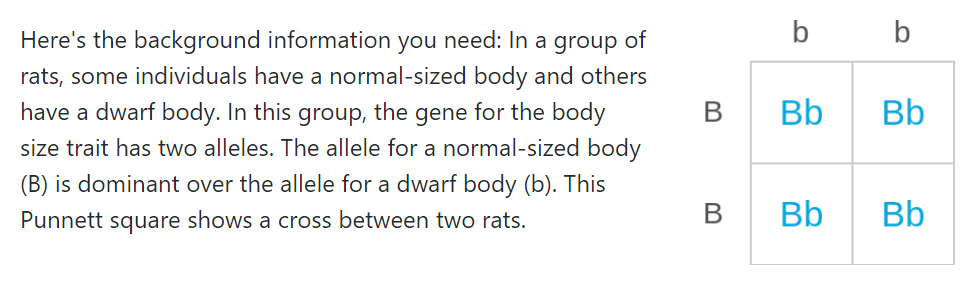 Here's the background information you need: In a group of
rats, some individuals have a normal-sized body and others
have a dwarf body. In this group, the gene for the body
size trait has two alleles. The allele for a normal-sized body
(B) is dominant over the allele for a dwarf body (b). This
Punnett square shows a cross between two rats.
b b
B Bb Bb
B Bb Bb